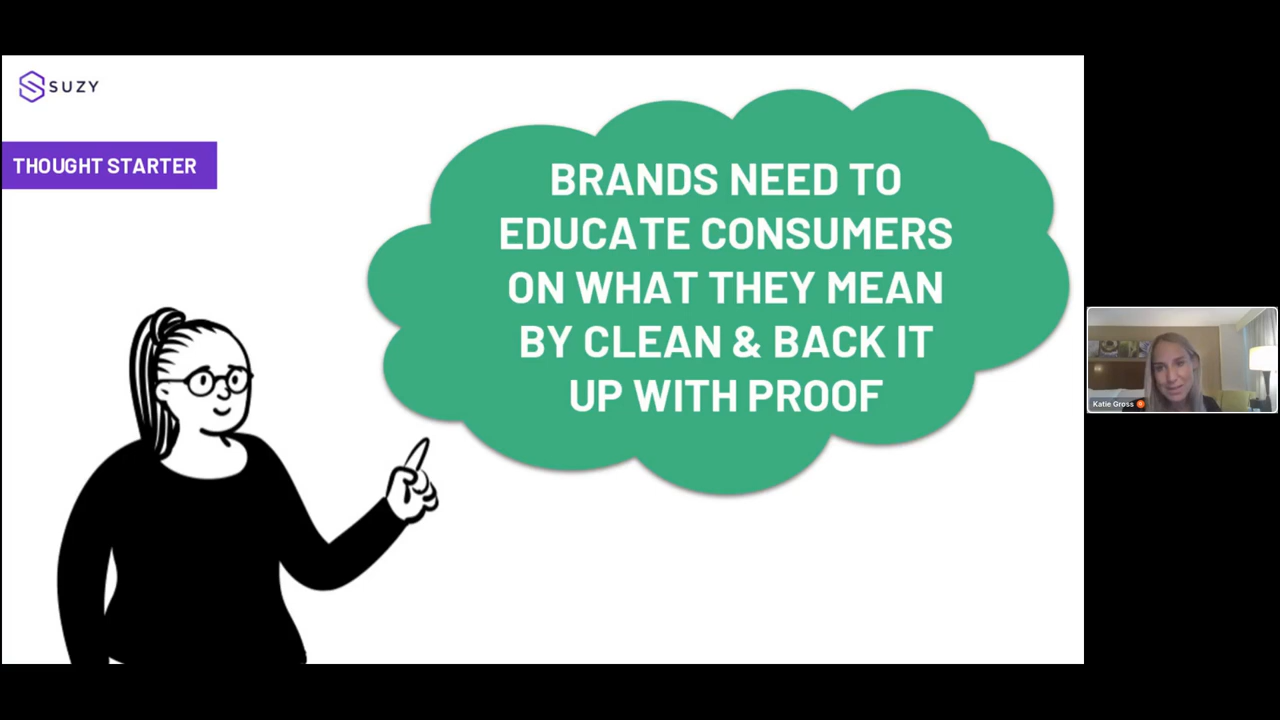 SUZY
THOUGHT STARTER
BRANDS NEED TO
EDUCATE CONSUMERS
ON WHAT THEY MEAN
BY CLEAN & BACK IT
UP WITH PROOF
Katie Gross